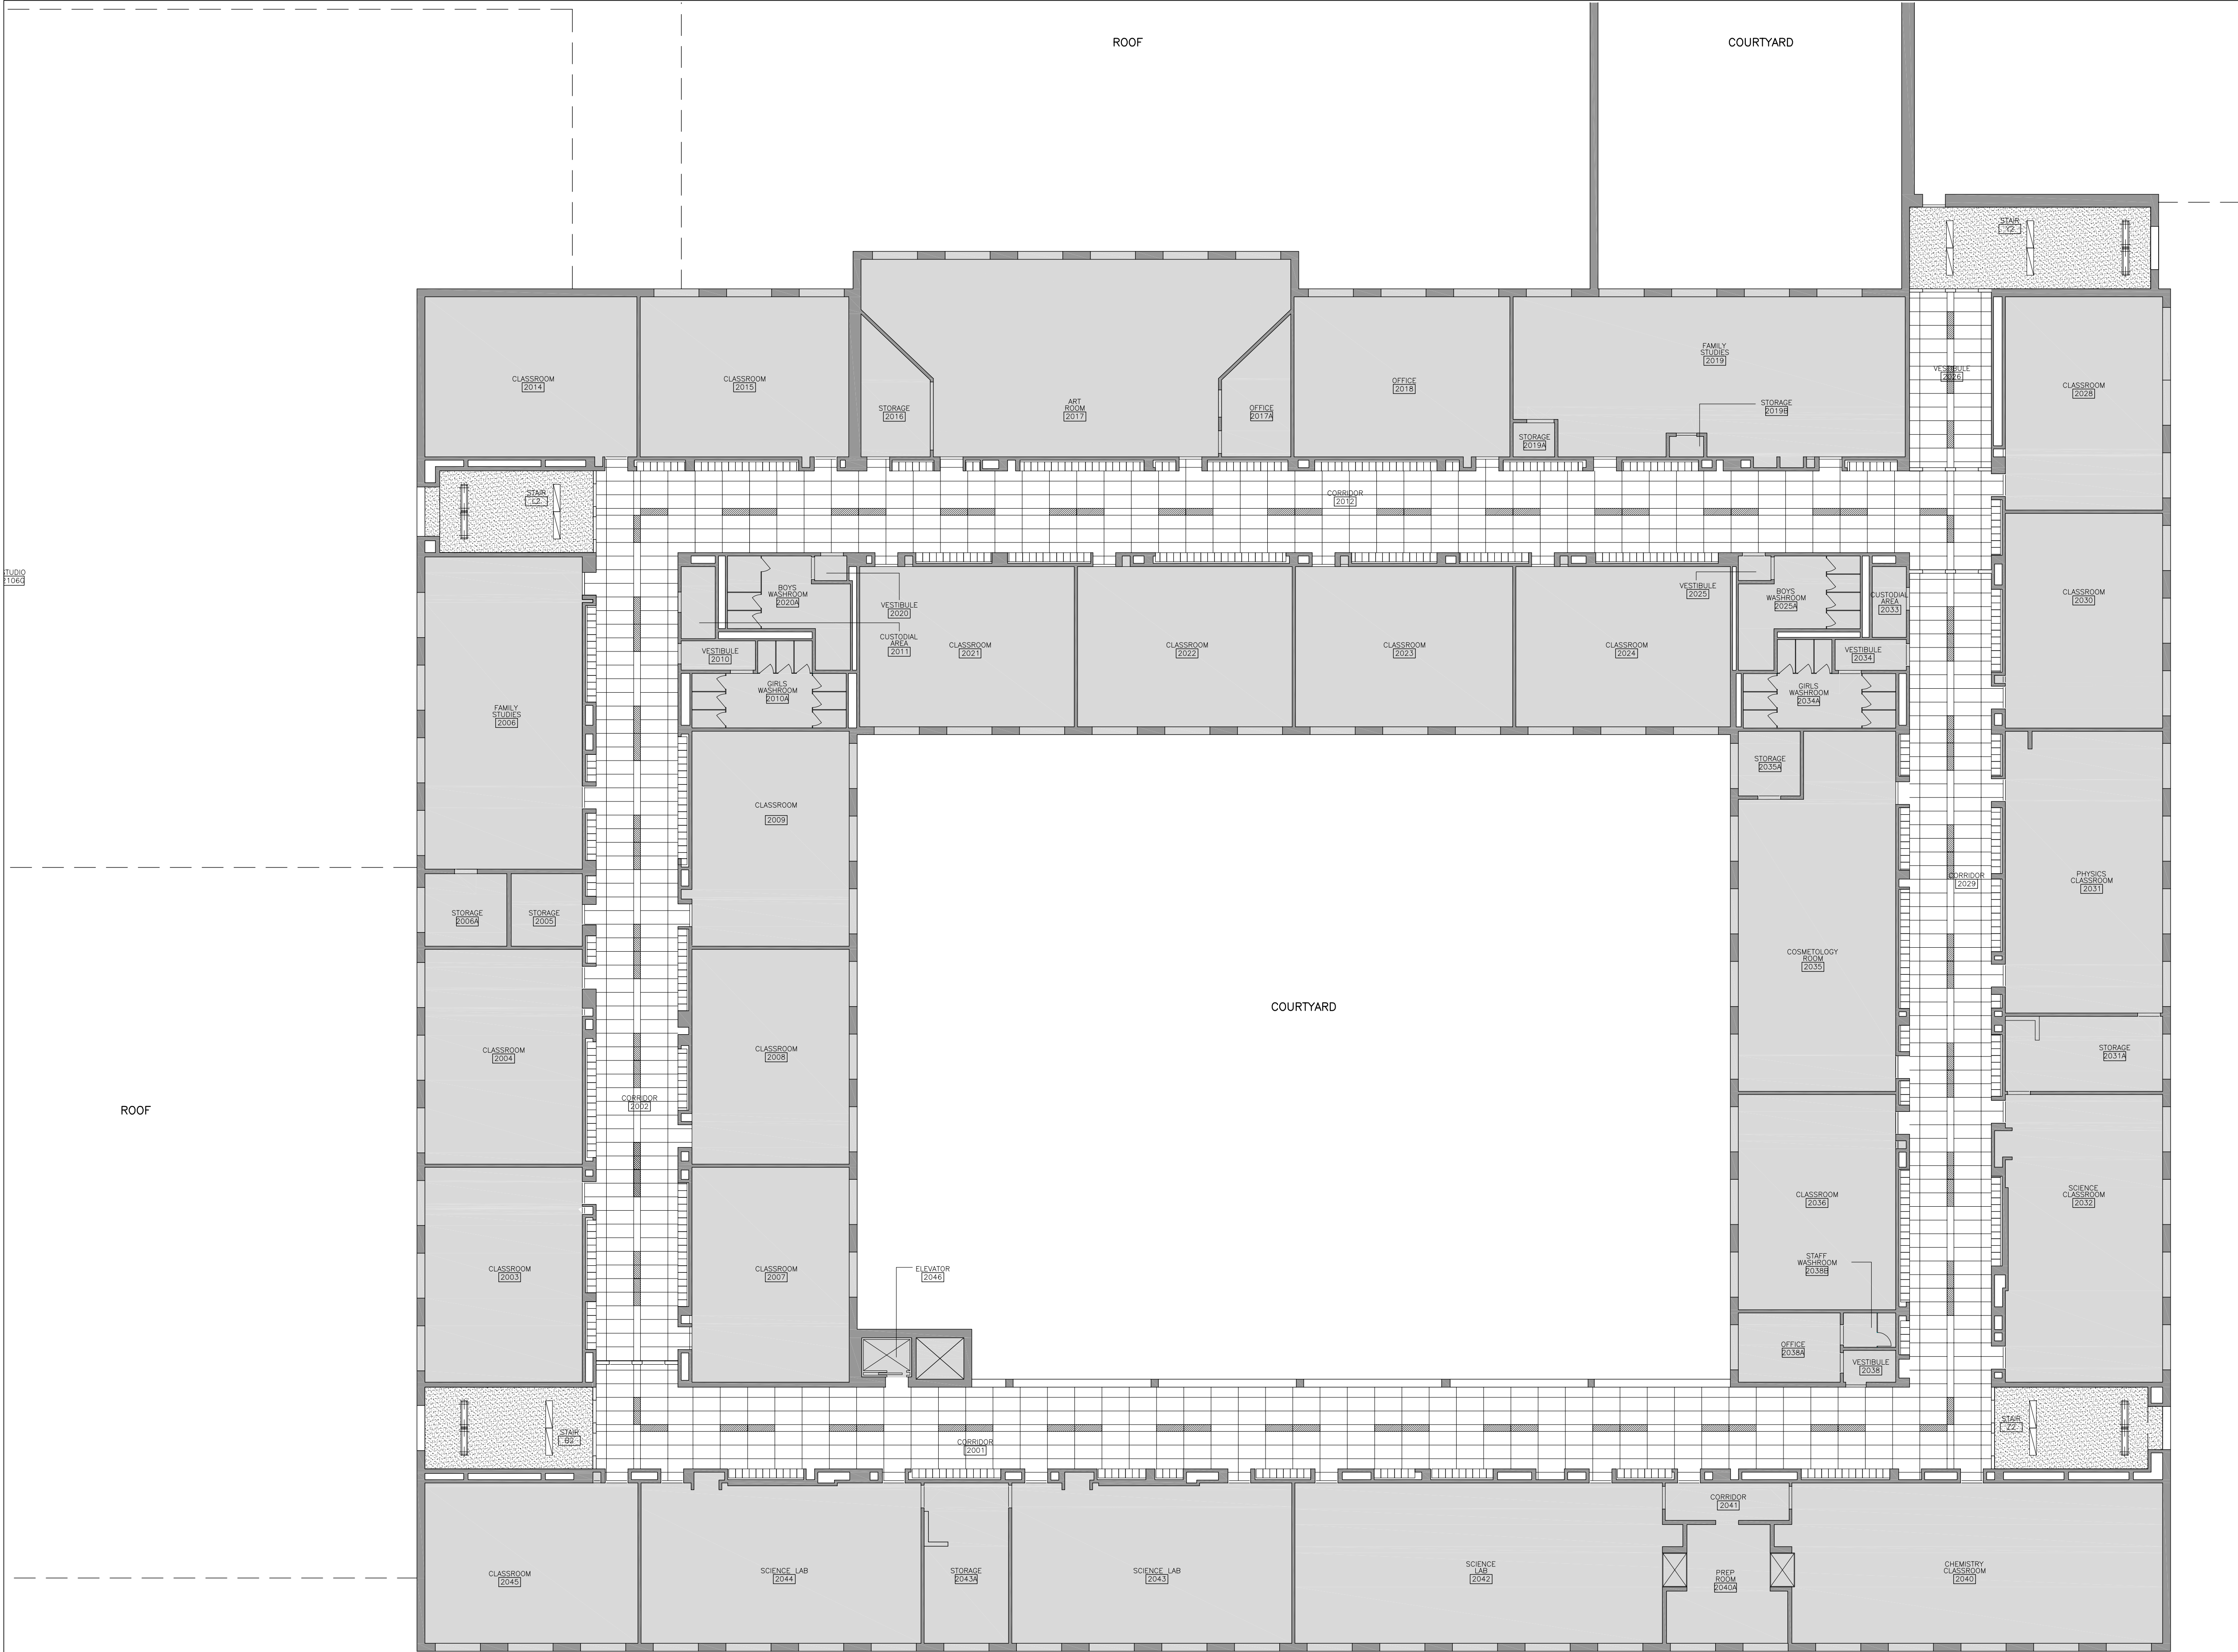 ROOF
COURTYARD
STAIR
Y2
FAMILY
STUDIES
2019
VESTIBULE
2026
CLASSROOM
2014
CLASSROOM
2015
OFFICE
2018
CLASSROOM
2028
ART
ROOM
2017
STORAGE
2016
OFFICE
2017A
STORAGE
2019B
STORAGE
2019A
STAIR
CORRIDOR
2012
STUDIO
2106G
BOYS
WASHROOM
2020A
VESTIBULE
2020
VESTIBULE
2025
BOYS
WASHROOM
2025A
CUSTODIAL
AREA
2033
CLASSROOM
2030
CUSTODIAL
AREA
2011
VESTIBULE
2010
CLASSROOM
2021
CLASSROOM
2022
CLASSROOM
2023
CLASSROOM
2024
VESTIBULE
2034
GIRLS
WASHROOM
2010A
GIRLS
WASHROOM
2034A
FAMILY
STUDIES
2006
STORAGE
2035A
CLASSROOM
2009
CORRIDOR
2029
PHYSICS
CLASSROOM
2031
STORAGE
2006A
STORAGE
2005
COSMETOLOGY
ROOM
2035
COURTYARD
CLASSROOM
2004
CLASSROOM
2008
STORAGE
2031A
CORRIDOR
2002
ROOF
CLASSROOM
2036
SCIENCE
CLASSROOM
2032
STAFF
WASHROOM
2038B
CLASSROOM
2003
CLASSROOM
2007
ELEVATOR
2046
OFFICE
2038A
VESTIBULE
2038
STAIR
STAIR
Z2
CORRIDOR
2001
CORRIDOR
2041
CLASSROOM
2045
SCIENCE LAB
2044
STORAGE
2043A
SCIENCE LAB
2043
SCIENCE
LAB
2042
PREP
ROOM
2040A
CHEMISTRY
CLASSROOM
2040